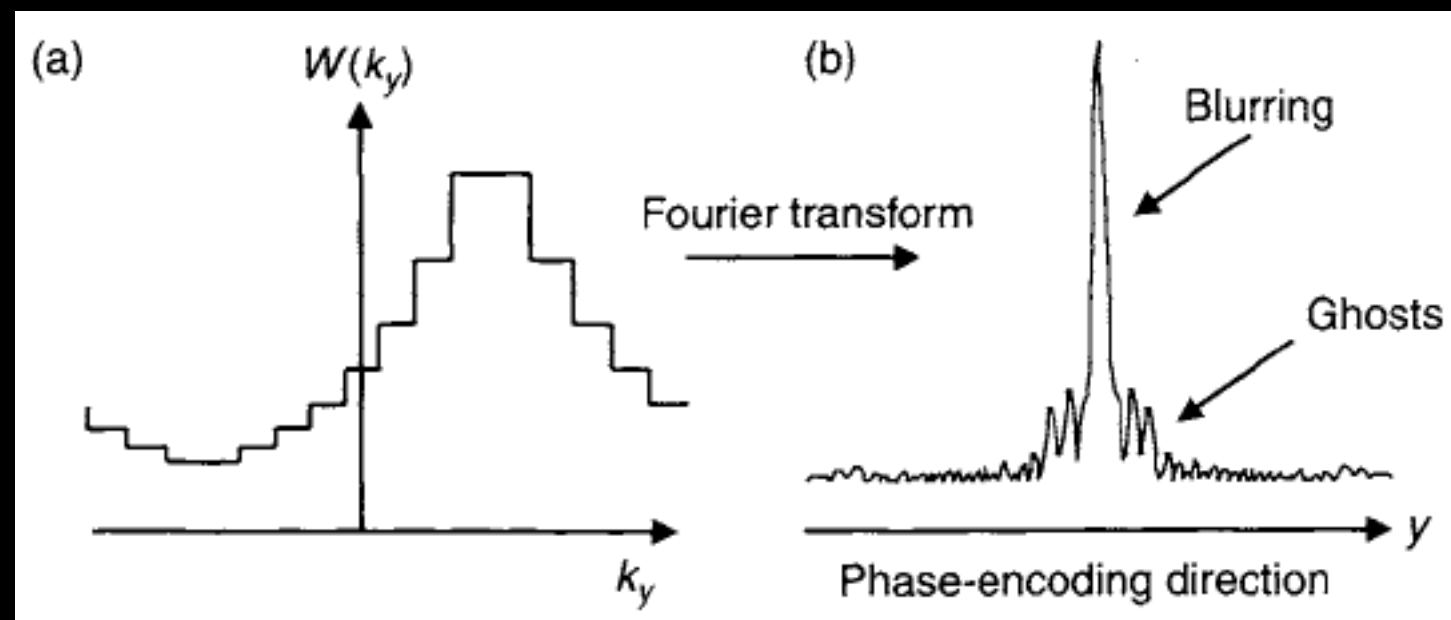 (a)
W(k_y)
k_y
Fourier transform
(b)
Blurring
Ghosts
y
Phase-encoding direction